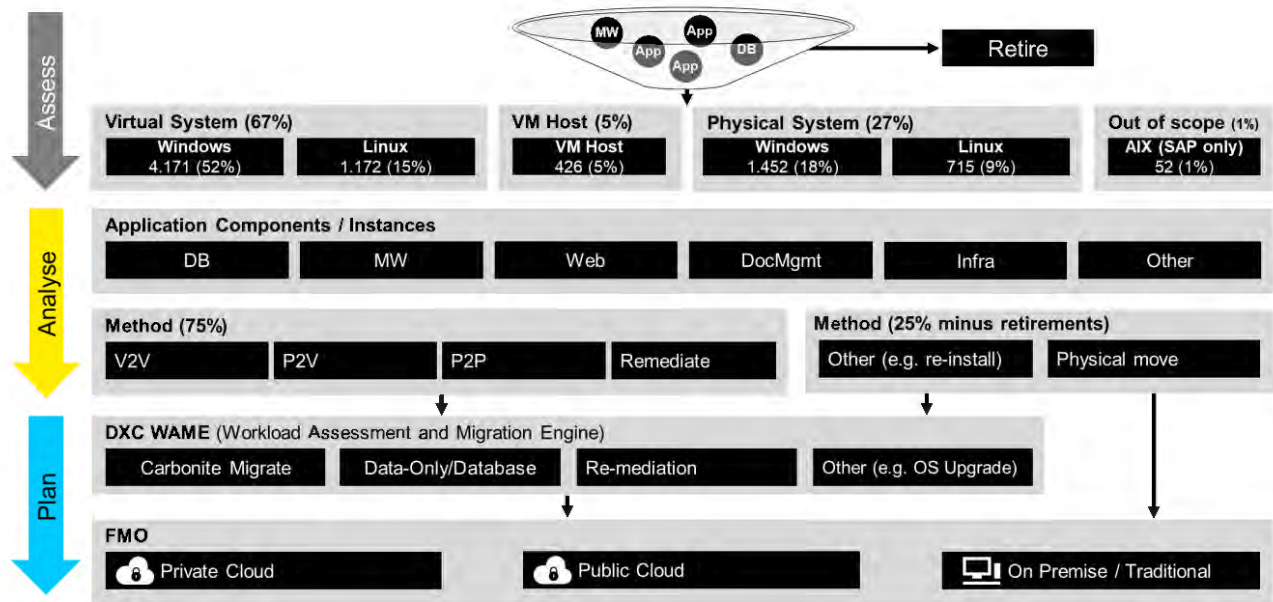 MW
App
App
DB
App
Retire
Assess
Virtual System (67%)
Windows
4.171 (52%)
Linux
1.172 (15%)
VM Host (5%)
VM Host
426 (5%)
Physical System (27%)
Windows
1.452 (18%)
Linux
715 (9%)
Out of scope (1%)
AIX (SAP only)
52 (1%)
Analyse
Application Components / Instances
DB
MW
Web
DocMgmt
Infra
Other
Method (75%)
V2V
P2V
P2P
Remediate
Method (25% minus retirements)
Other (e.g. re-install)
Physical move
Plan
DXC WAME (Workload Assessment and Migration Engine)
Carbonite Migrate
Data-Only/Database
Re-mediation
Other (e.g. OS Upgrade)
FMO
Private Cloud
Public Cloud
On Premise / Traditional